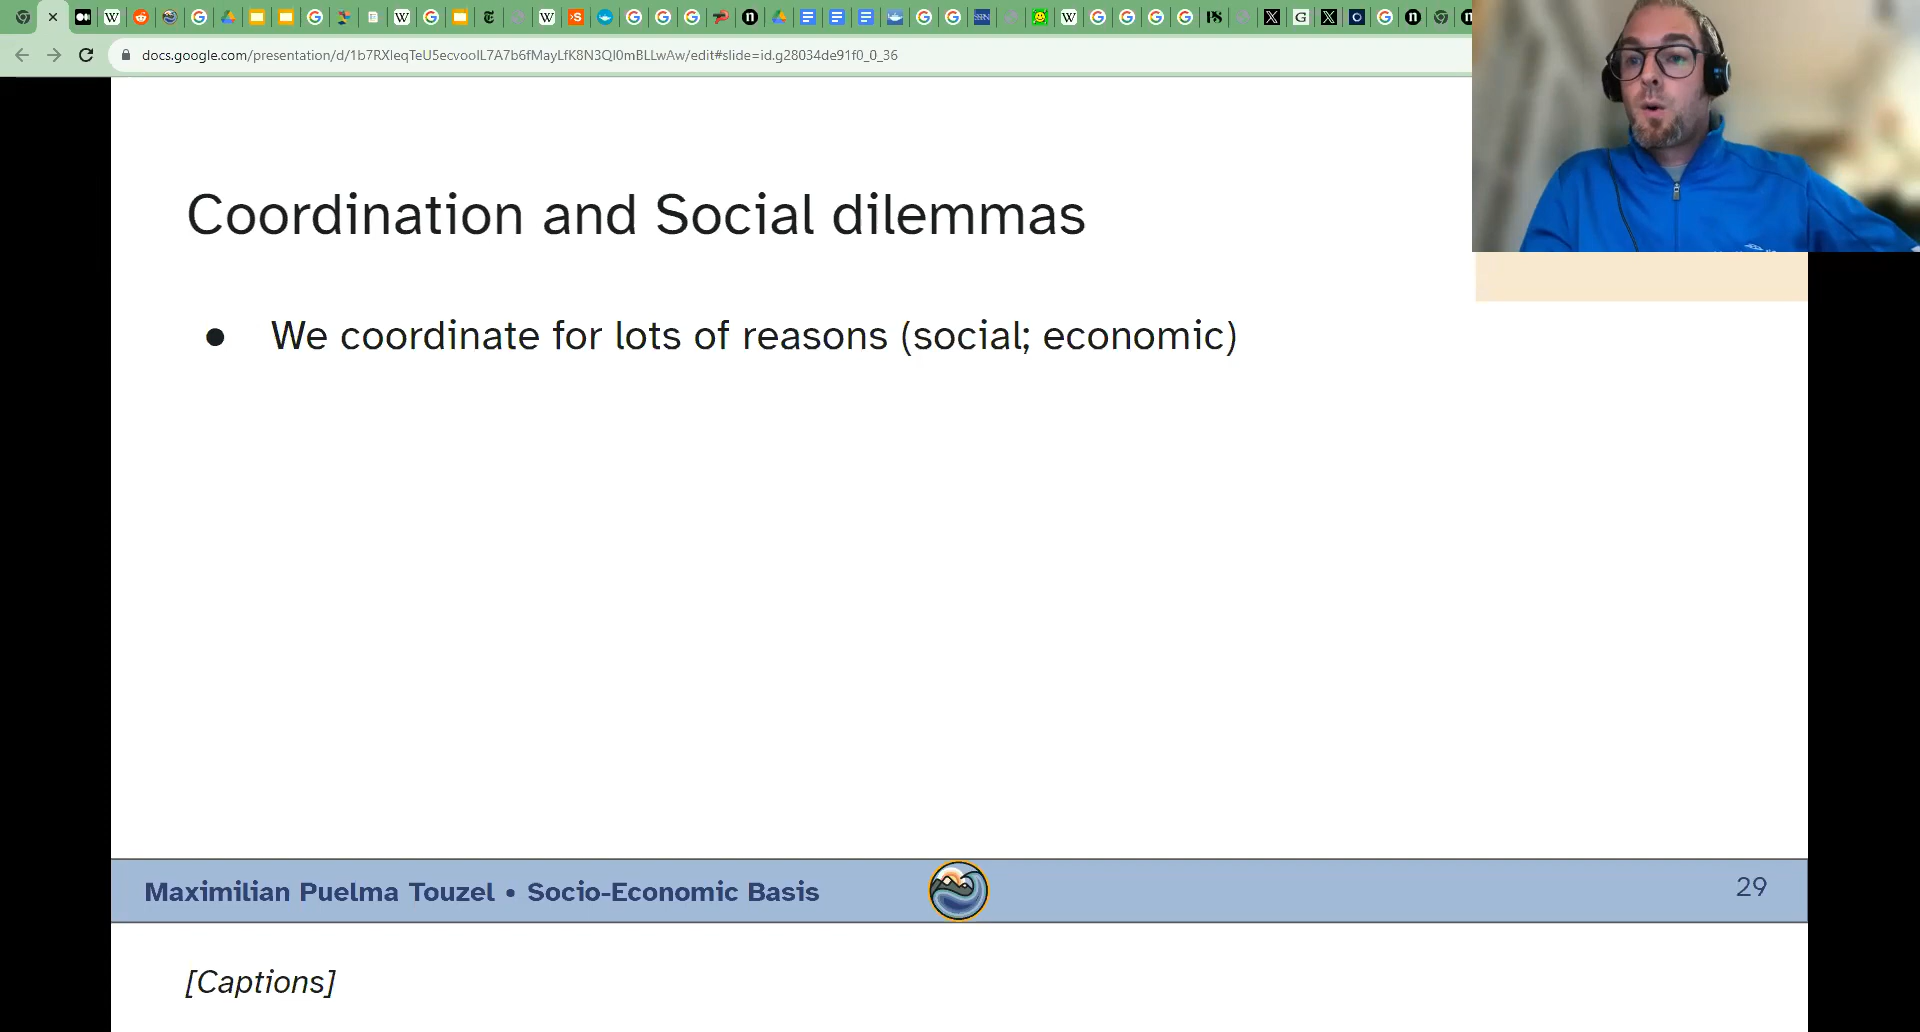 docs.google.com/presentation/d/1b7RXIeqTeU5ecvooIL7A7b6fMayLfK8N3QI0mBLLwAw/edit#slide=id.g28034de91f0_0_36
Coordination and Social dilemmas
● We coordinate for lots of reasons (social; economic)
Maximilian Puelma Touzel • Socio-Economic Basis
29
[Captions]